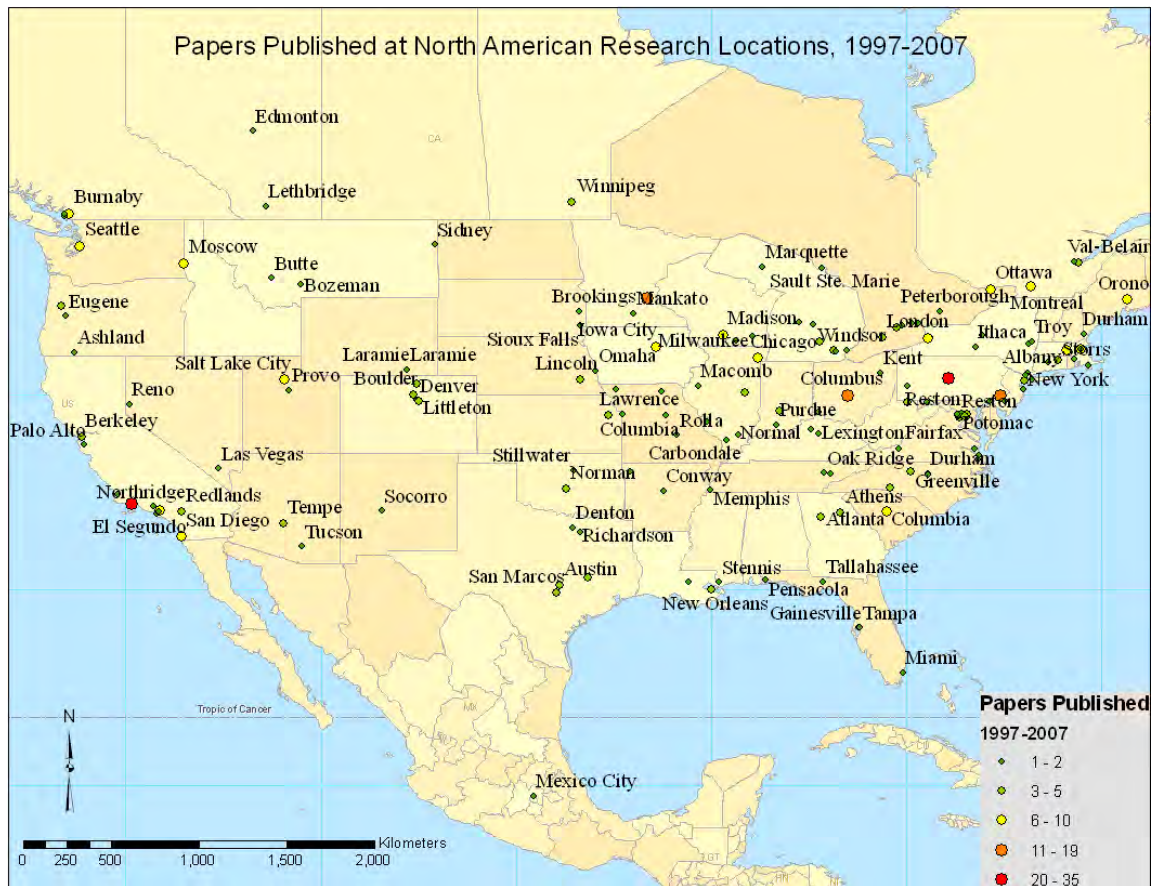 Papers Published at North American Research Locations, 1997-2007
Edmonton
CA
Lethbridge
Winnipeg
Burnaby
Seattle
Moscow
Sidney
Marquette
Val-Belair
Butte
Bozeman
Sault Ste. Marie
Ottawa
Orono
Eugene
Brookings
Mankato
Peterborough
Montreal
Ashland
Iowa City
Madison
Windsor
London
Ithaca
Troy
Durham
Sioux Falls
Omaha
Milwaukee
Chicago
Salt Lake City
Laramie
Laramie
Kent
Albany
Storrs
Provo
Boulder
Denver
Lincoln
Macomb
Columbus
New York
Reno
Littleton
Lawrence
Purdue
Reston
Reston
US
Berkeley
Columbia
Rolla
Potomac
Palo Alto
Normal
Lexington
Fairfax
Las Vegas
Stillwater
Carbondale
Norman
Conway
Oak Ridge
Durham
Northridge
Redlands
Tempe
Socorro
Memphis
Athens
Greenville
El Segundo
San Diego
Denton
Atlanta
Columbia
Tucson
Richardson
San Marcos
Austin
Stennis
Tallahassee
Pensacola
New Orleans
Gainesville
Tampa
Miami
Tropic of Cancer
MX
N
Mexico City
Kilometers
0 250 500 1,000 1,500 2,000
GT
HN
Papers Published
1997-2007
1 - 2
3 - 5
6 - 10
11 - 19
20 - 35